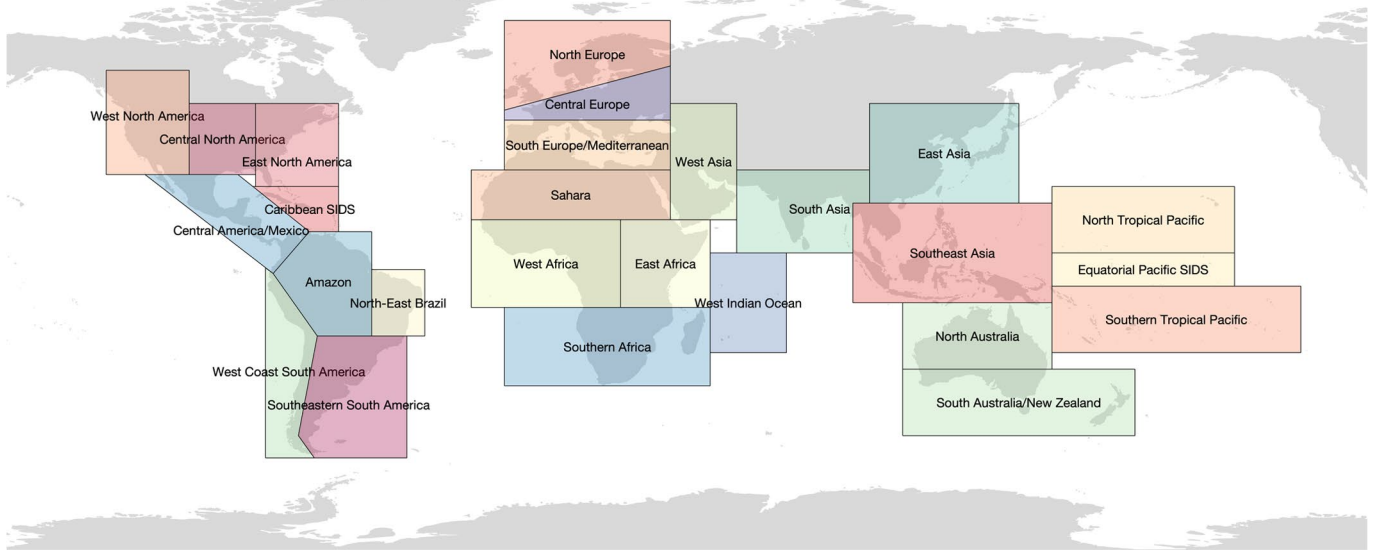 North Europe
Central Europe
West North America
Central North America
South Europe/Mediterranean
East North America
West Asia
East Asia
Sahara
South Asia
Caribbean SIDS
Central America/Mexico
North Tropical Pacific
Southeast Asia
West Africa
East Africa
Equatorial Pacific SIDS
Amazon
North-East Brazil
West Indian Ocean
Southern Tropical Pacific
North Australia
Southern Africa
West Coast South America
Southeastern South America
South Australia/New Zealand